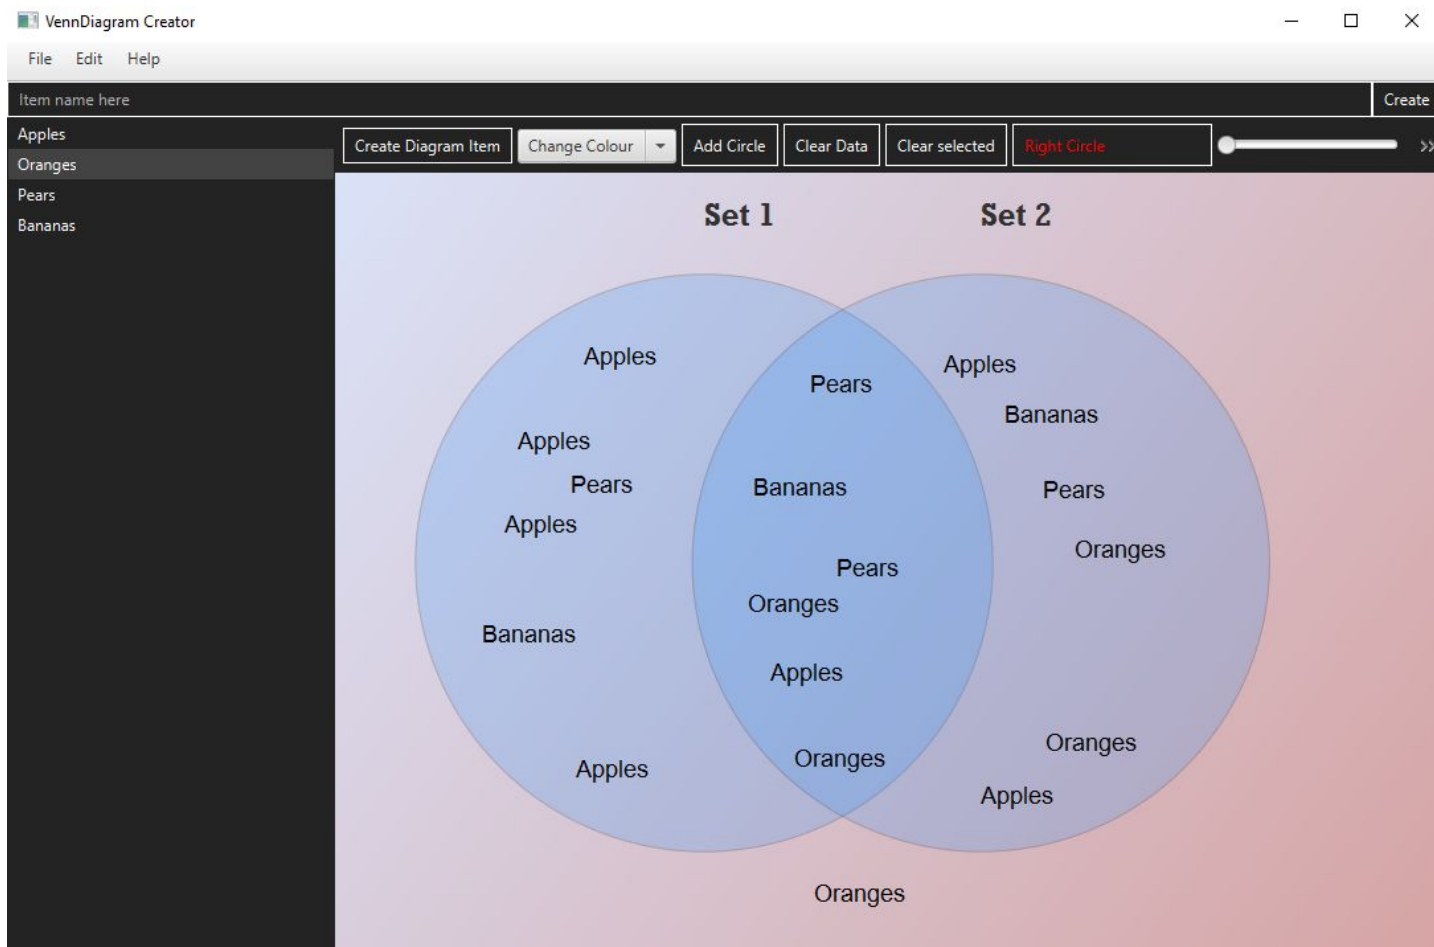 VennDiagram Creator
File Edit Help
Item name here Create
Apples
Oranges
Pears
Bananas
Create Diagram Item Change Colour Add Circle Clear Data Clear selected Right Circle >>
Set 1 Set 2
Apples
Pears
Apples
Bananas
Apples
Pears
Bananas
Pears
Apples
Oranges
Pears
Oranges
Bananas
Apples
Oranges
Oranges
Apples
Apples
Oranges